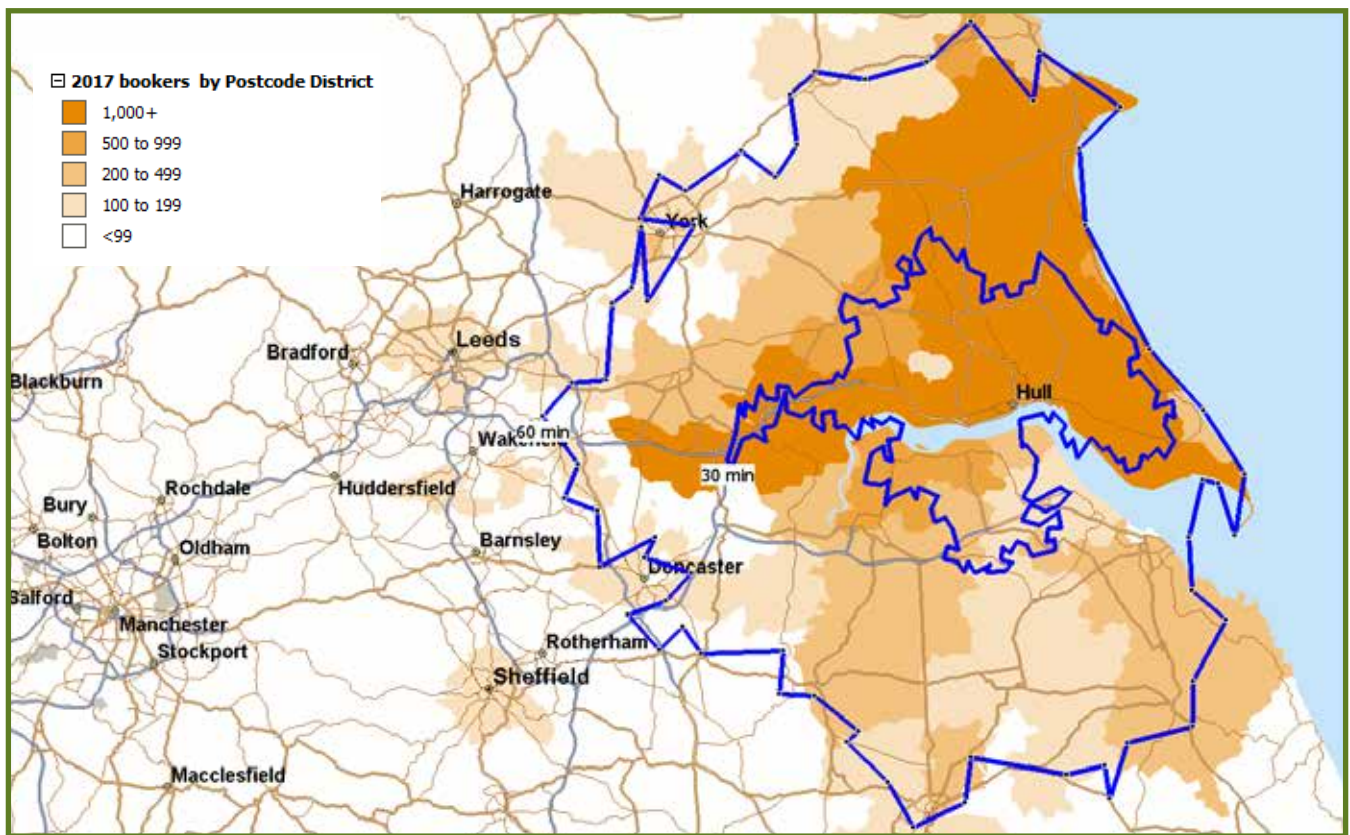 ⊟ 2017 bookers by Postcode District
1,000+
500 to 999
200 to 499
100 to 199
<99
Harrogate
York
Leeds
Bradford
Blackburn
Hull
60 min
Wakefield
30 min
Huddersfield
Rochdale
Bury
Bolton
Oldham
Barnsley
Doncaster
Salford
Manchester
Stockport
Rotherham
Sheffield
Macclesfield